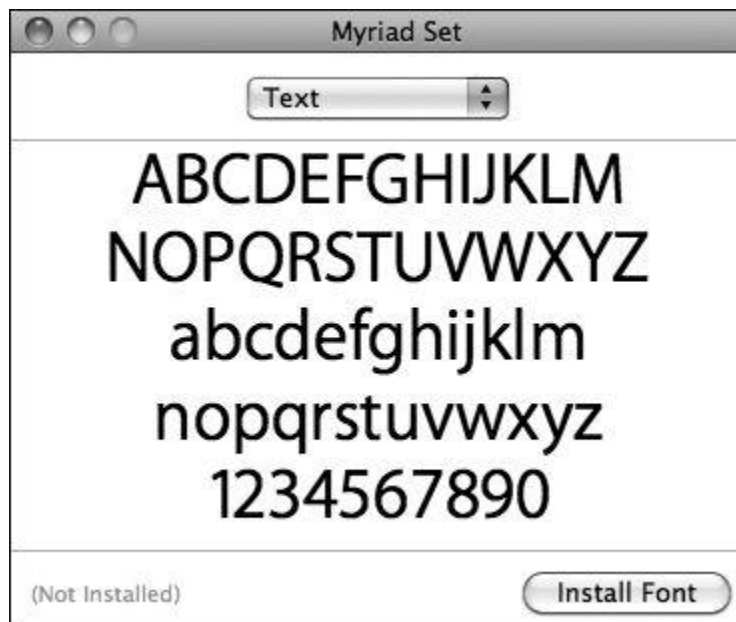 Myriad Set
Text
ABCDEFGHIJKLM
NOPQRSTUVWXYZ
abcdefghijklm
nopqrstuvwxyz
1234567890
(Not Installed)
Install Font